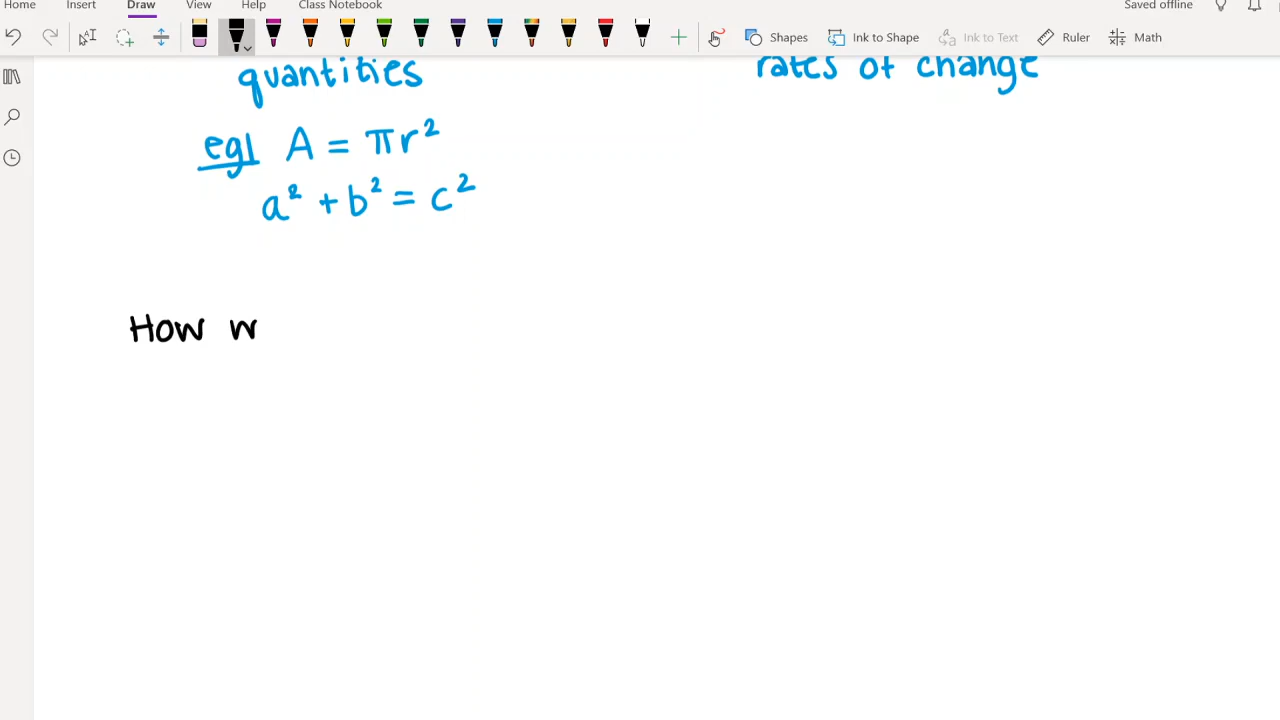 Home Insert Draw View Help Class Notebook Saved offline
Shapes Ink to Shape Ink to Text Ruler Math
quantities
rates of change
eg] A = πr²
a² + b² = c²
How w